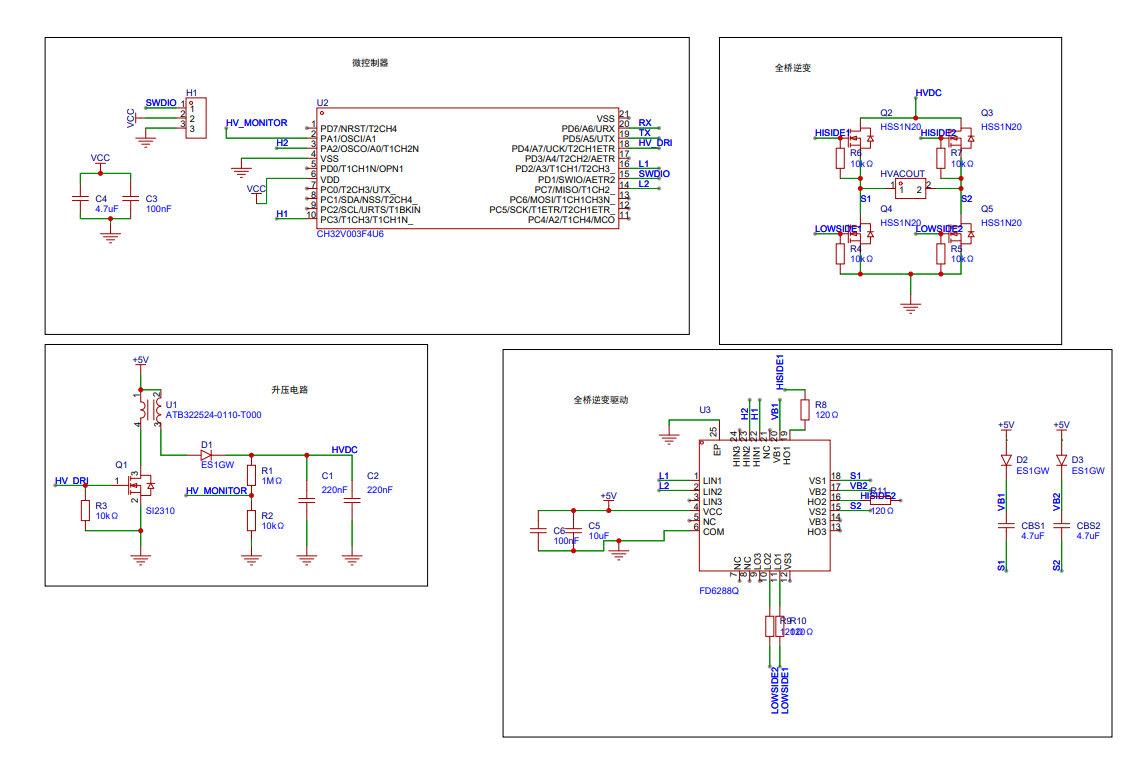 微控制器
H1
SWDIO
VCC
1
2
3
1
2
3
VCC
C4
4.7uF
C3
100nF
U2
HV_MONITOR
H2
VCC
H1
1
2
3
4
5
6
7
8
9
10
PD7/NRST/T2CH4
PA1/OSCI/A1
PA2/OSCO/A0/T1CH2N
VSS
PD0/T1CH1N/OPN1
VDD
PC0/T2CH3/UTX_
PC1/SDA/NSS/T2CH4_
PC2/SCL/URTS/T1BKIN
PC3/T1CH3/T1CH1N_
VSS
PD6/A6/URX
PD5/A5/UTX
PD4/A7/UCK/T2CH1ETR
PD3/A4/T2CH2/AETR
PD2/A3/T1CH1/T2CH3_
PD1/SWIO/AETR2
PC7/MISO/T1CH2_
PC6/MOSI/T1CH1CH3N_
PC5/SCK/T1ETR/T2CH1ETR_
PC4/A2/T1CH4/MCO
21
20
19
18
17
16
15
14
13
12
11
RX
TX
HV_DRI
L1
SWDIO
L2
CH32V003F4U6
全桥逆变
HVDC
Q2
HSS1N20
Q3
HSS1N20
HISIDE1
HISIDE2
R6
10kΩ
R7
10kΩ
HVACOUT
1
1
2
2
S1
S2
Q4
HSS1N20
Q5
HSS1N20
LOWSIDE1
LOWSIDE2
R4
10kΩ
R5
10kΩ
升压电路
+5V
1
2
4
3
U1
ATB322524-0110-T000
D1
ES1GW
HVDC
Q1
1
3
2
SI2310
HV_DRI
R3
10kΩ
HV_MONITOR
R1
1MΩ
R2
10kΩ
C1
220nF
C2
220nF
全桥逆变驱动
HISIDE1
R8
120Ω
U3
H2
H1
VB1
25
24
23
22
21
20
19
EP
HIN3
HIN2
HIN1
NC
VB1
HO1
L1
L2
1
2
3
4
5
6
LIN1
LIN2
LIN3
VCC
NC
COM
VS1
VB2
HO2
VS2
VB3
HO3
18
17
16
15
14
13
S1
VB2
R11
HISIDE2
S2
120Ω
+5V
C6
100nF
C5
10uF
NC
NC
LO3
LO2
LO1
VS3
7
8
9
10
11
12
FD6288Q
R9
R10
120Ω
LOWSIDE2
LOWSIDE1
+5V
+5V
D2
ES1GW
D3
ES1GW
VB1
VB2
CBS1
4.7uF
CBS2
4.7uF
S1
S2